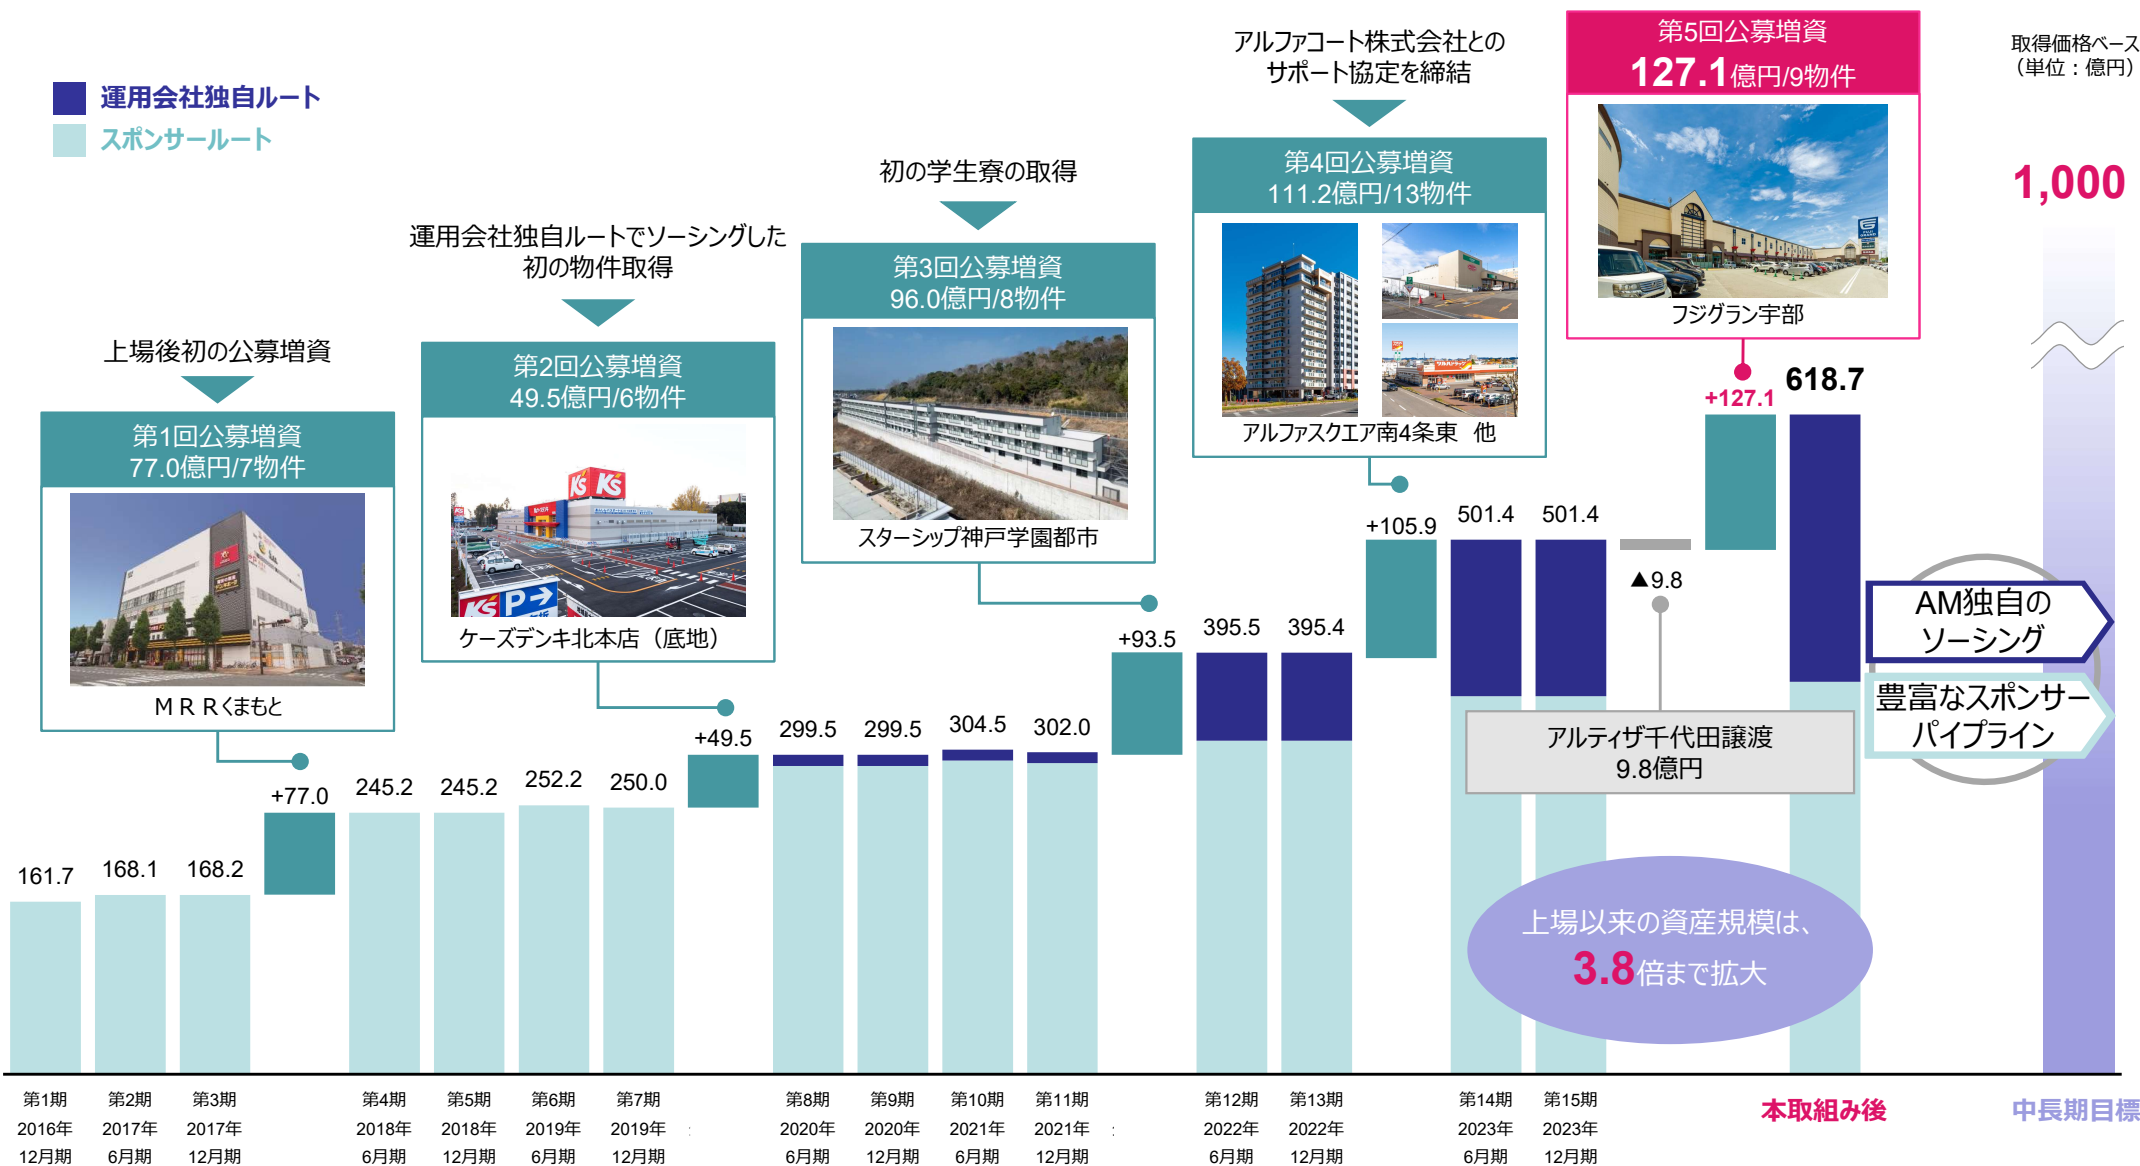 運用会社独自ルート
スポンサールート
取得価格ベース
（単位：億円）
1,000
上場後初の公募増資
第1回公募増資
77.0億円/7物件
ＭＲＲくまもと
運用会社独自ルートでソーシングした
初の物件取得
第2回公募増資
49.5億円/6物件
K's K's
K's P→
ケーズデンキ北本店（底地）
初の学生寮の取得
第3回公募増資
96.0億円/8物件
スターシップ神戸学園都市
アルファコート株式会社との
サポート協定を締結
第4回公募増資
111.2億円/13物件
アルファスクエア南4条東 他
第5回公募増資
127.1億円/9物件
フジグラン宇部
161.7
168.1
168.2
+77.0
245.2
245.2
252.2
250.0
+49.5
299.5
299.5
304.5
302.0
+93.5
395.5
395.4
+105.9
501.4
501.4
▲9.8
アルティザ千代田譲渡
9.8億円
+127.1
618.7
AM独自の
ソーシング
豊富なスポンサー
パイプライン
上場以来の資産規模は、
3.8倍まで拡大
第1期
2016年
12月期
第2期
2017年
6月期
第3期
2017年
12月期
第4期
2018年
6月期
第5期
2018年
12月期
第6期
2019年
6月期
第7期
2019年
12月期
第8期
2020年
6月期
第9期
2020年
12月期
第10期
2021年
6月期
第11期
2021年
12月期
第12期
2022年
6月期
第13期
2022年
12月期
第14期
2023年
6月期
第15期
2023年
12月期
本取組み後
中長期目標